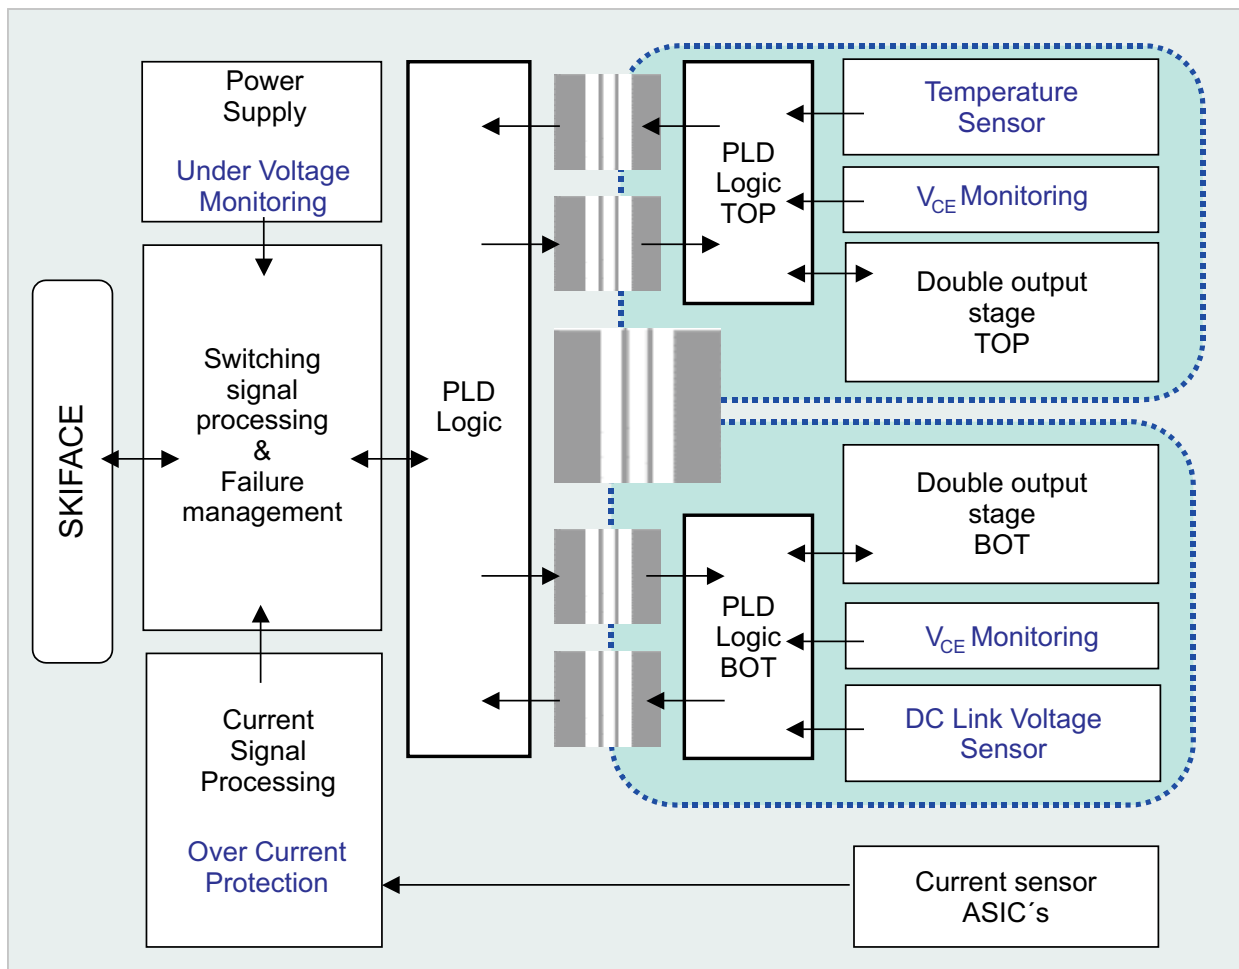 Power
Supply
Under Voltage
Monitoring
SKIFACE
Switching
signal
processing
&
Failure
management
Current
Signal
Processing
Over Current
Protection
PLD
Logic
PLD
Logic
TOP
Temperature
Sensor
VCE Monitoring
Double output
stage
TOP
PLD
Logic
BOT
Double output
stage
BOT
VCE Monitoring
DC Link Voltage
Sensor
Current sensor
ASIC´s